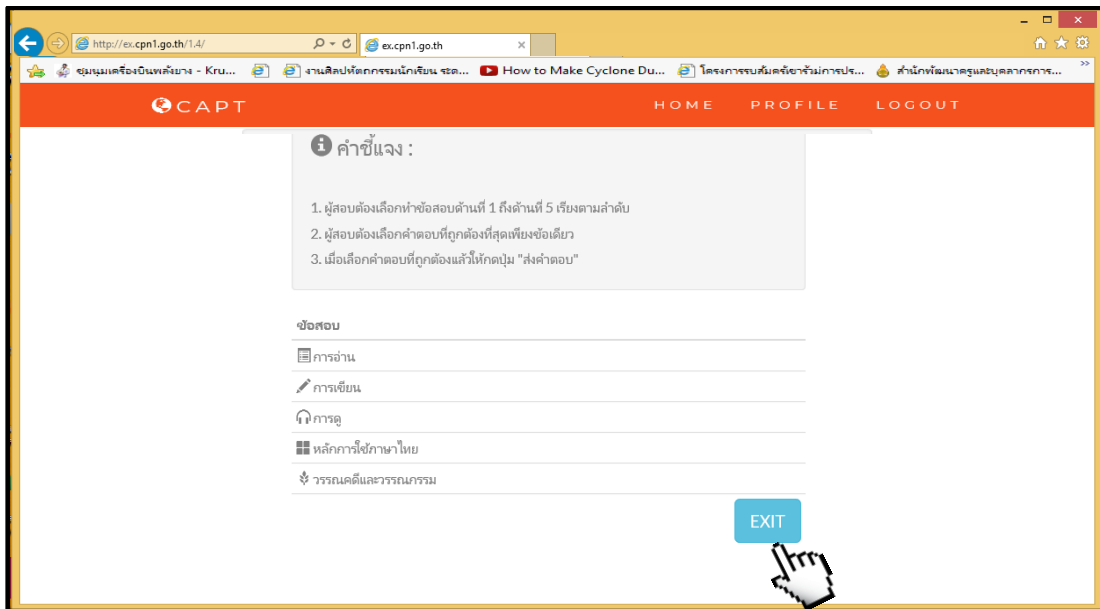 http://ex.cpn1.go.th/1.4/
ex.cpn1.go.th
ชุมนุมเครื่องบินพลังยาง - Kru...
งานศิลปหัตถกรรมนักเรียน ระด...
How to Make Cyclone Du...
โครงการรบสัมคร์เขาร้วมการปร...
สำนักพัฒนาครูและบุคลากรการ...
CAPT
HOME
PROFILE
LOGOUT
คำชี้แจง :
1. ผู้สอบต้องเลือกทำข้อสอบด้านที่ 1 ถึงด้านที่ 5 เรียงตามลำดับ
2. ผู้สอบต้องเลือกคำตอบที่ถูกต้องที่สุดเพียงข้อเดียว
3. เมื่อเลือกคำตอบที่ถูกต้องแล้วให้กดปุ่ม "ส่งคำตอบ"
ข้อสอบ
การอ่าน
การเขียน
การดู
หลักการใช้ภาษาไทย
วรรณคดีและวรรณกรรม
EXIT